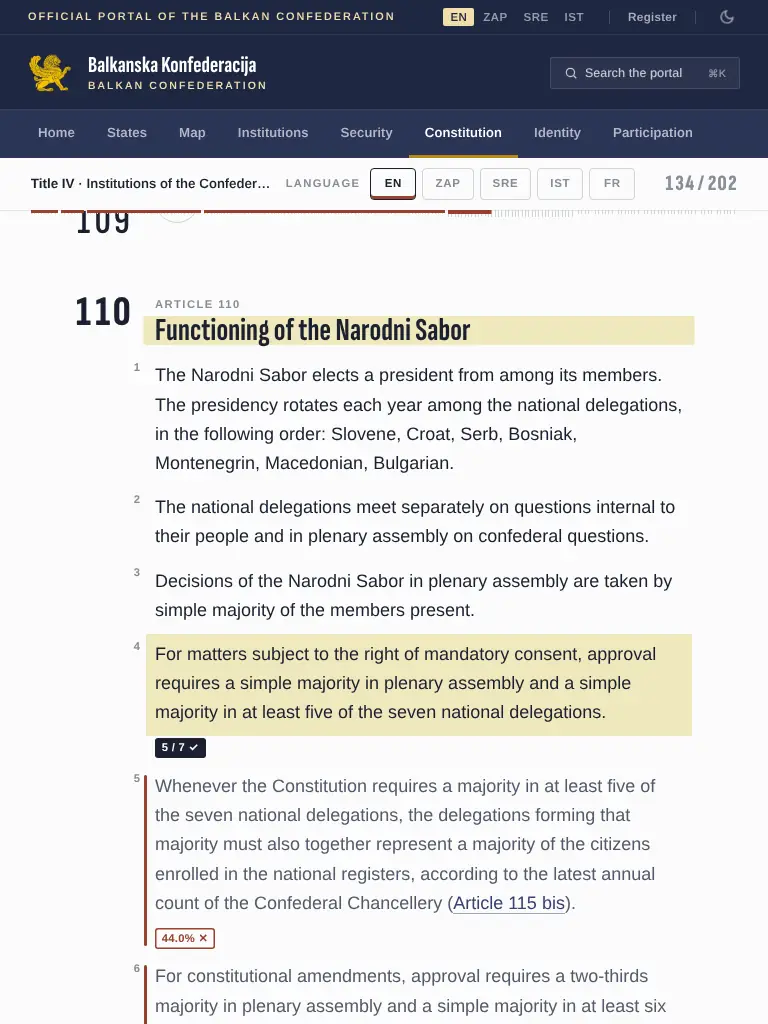 OFFICIAL PORTAL OF THE BALKAN CONFEDERATION
EN ZAP SRE IST Register
Balkanska Konfederacija
BALKAN CONFEDERATION
Search the portal ⌘K
Home States Map Institutions Security Constitution Identity Participation
Title IV · Institutions of the Confeder… LANGUAGE EN ZAP SRE IST FR 134/202
109
110 ARTICLE 110
Functioning of the Narodni Sabor
1 The Narodni Sabor elects a president from among its members.
The presidency rotates each year among the national delegations,
in the following order: Slovene, Croat, Serb, Bosniak,
Montenegrin, Macedonian, Bulgarian.
2 The national delegations meet separately on questions internal to
their people and in plenary assembly on confederal questions.
3 Decisions of the Narodni Sabor in plenary assembly are taken by
simple majority of the members present.
4 For matters subject to the right of mandatory consent, approval
requires a simple majority in plenary assembly and a simple
majority in at least five of the seven national delegations.
5 / 7 ✓
5 Whenever the Constitution requires a majority in at least five of
the seven national delegations, the delegations forming that
majority must also together represent a majority of the citizens
enrolled in the national registers, according to the latest annual
count of the Confederal Chancellery (Article 115 bis).
44.0% ✕
6 For constitutional amendments, approval requires a two-thirds
majority in plenary assembly and a simple majority in at least six